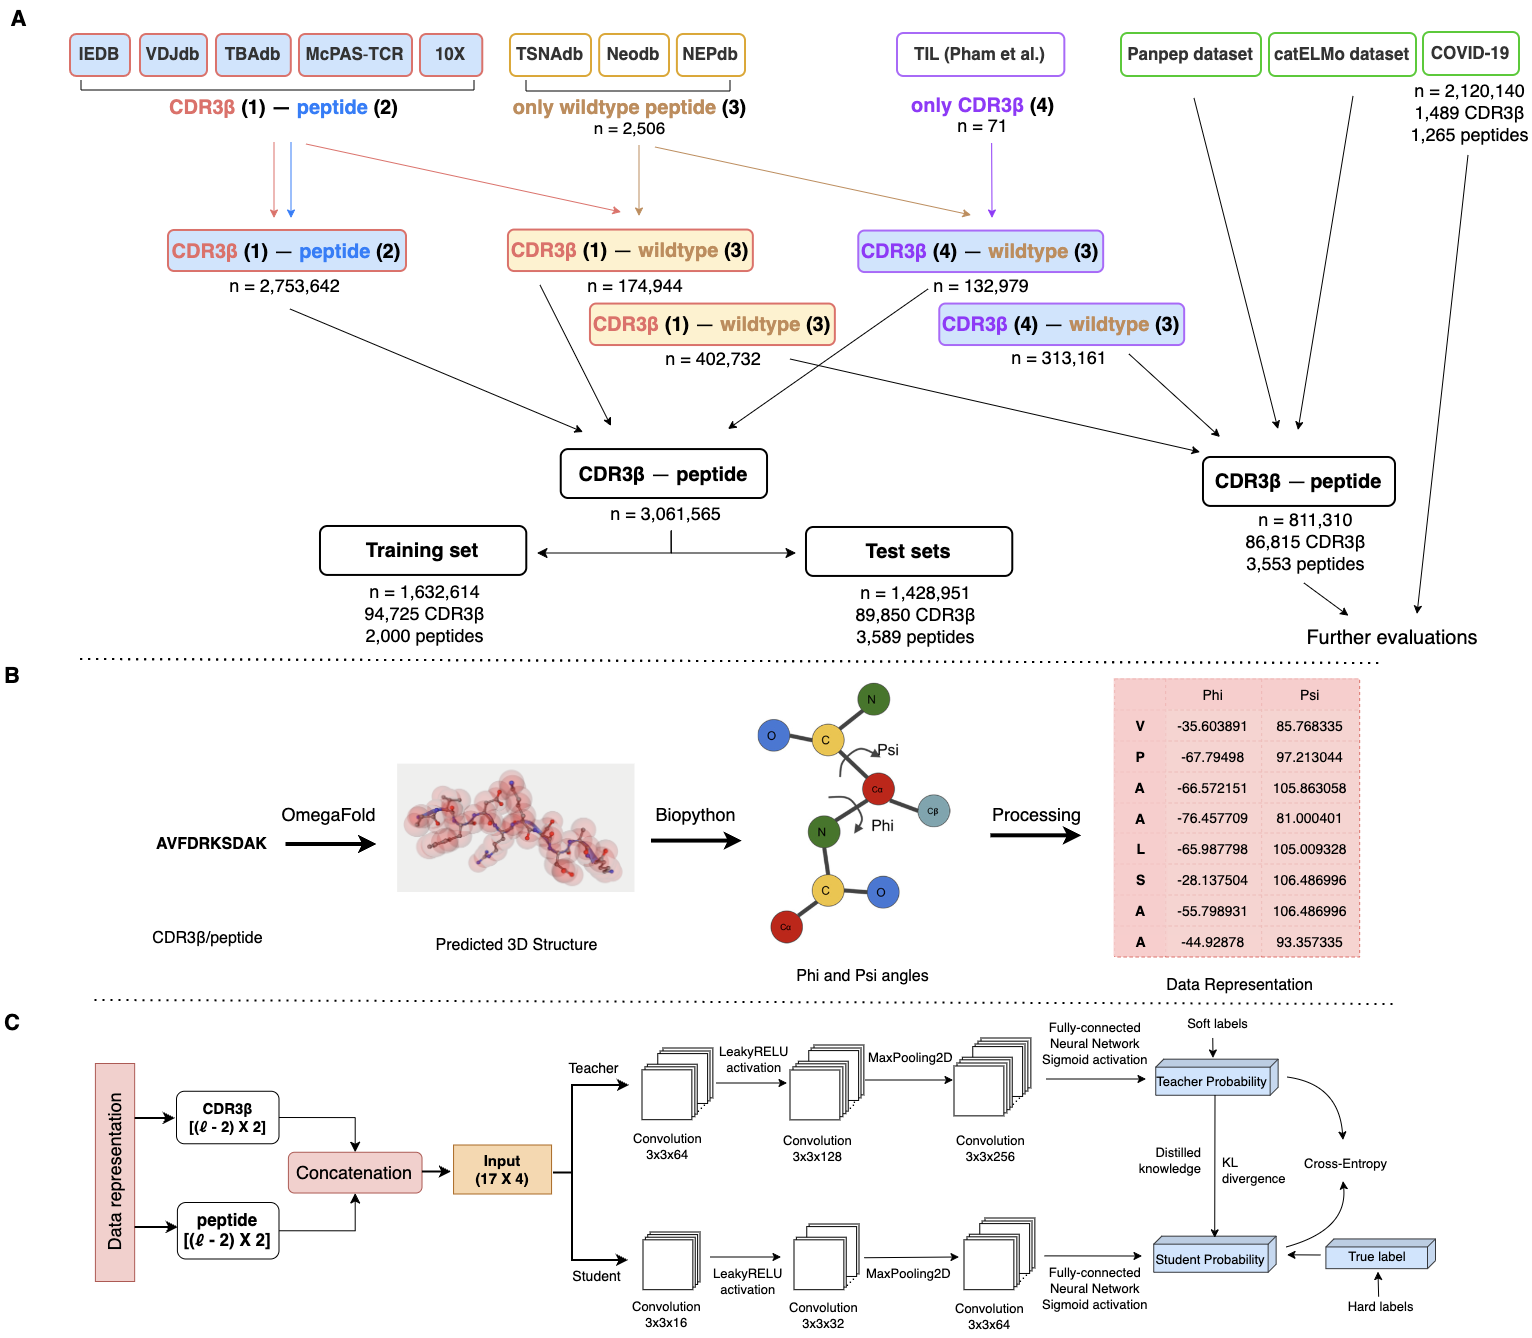 A
IEDB
VDJdb
TBAdb
McPAS-TCR
10X
TSNAdb
Neodb
NEPdb
TIL (Pham et al.)
Panpep dataset
catELMo dataset
COVID-19
CDR3β (1) — peptide (2)
only wildtype peptide (3)
n = 2,506
only CDR3β (4)
n = 71
n = 2,120,140
1,489 CDR3β
1,265 peptides
CDR3β (1) — peptide (2)
n = 2,753,642
CDR3β (1) — wildtype (3)
n = 174,944
CDR3β (4) — wildtype (3)
n = 132,979
CDR3β (1) — wildtype (3)
n = 402,732
CDR3β (4) — wildtype (3)
n = 313,161
CDR3β — peptide
n = 3,061,565
CDR3β — peptide
n = 811,310
86,815 CDR3β
3,553 peptides
Training set
n = 1,632,614
94,725 CDR3β
2,000 peptides
Test sets
n = 1,428,951
89,850 CDR3β
3,589 peptides
Further evaluations
B
AVFDRKSDAK
CDR3β/peptide
OmegaFold
Predicted 3D Structure
Biopython
N
O
C
Psi
Cα
Cβ
Phi
N
C
O
Cα
Phi and Psi angles
Processing
Phi Psi
V -35.603891 85.768335
P -67.79498 97.213044
A -66.572151 105.863058
A -76.457709 81.000401
L -65.987798 105.009328
S -28.137504 106.486996
A -55.798931 106.486996
A -44.92878 93.357335
Data Representation
C
Data representation
CDR3β
[(ℓ - 2) X 2]
peptide
[(ℓ - 2) X 2]
Concatenation
Input
(17 X 4)
Teacher
Convolution
3x3x64
LeakyRELU
activation
Convolution
3x3x128
MaxPooling2D
Convolution
3x3x256
Fully-connected
Neural Network
Sigmoid activation
Soft labels
Teacher Probability
Distilled
knowledge
KL
divergence
Cross-Entropy
Student
Convolution
3x3x16
LeakyRELU
activation
Convolution
3x3x32
MaxPooling2D
Convolution
3x3x64
Fully-connected
Neural Network
Sigmoid activation
Student Probability
True label
Hard labels